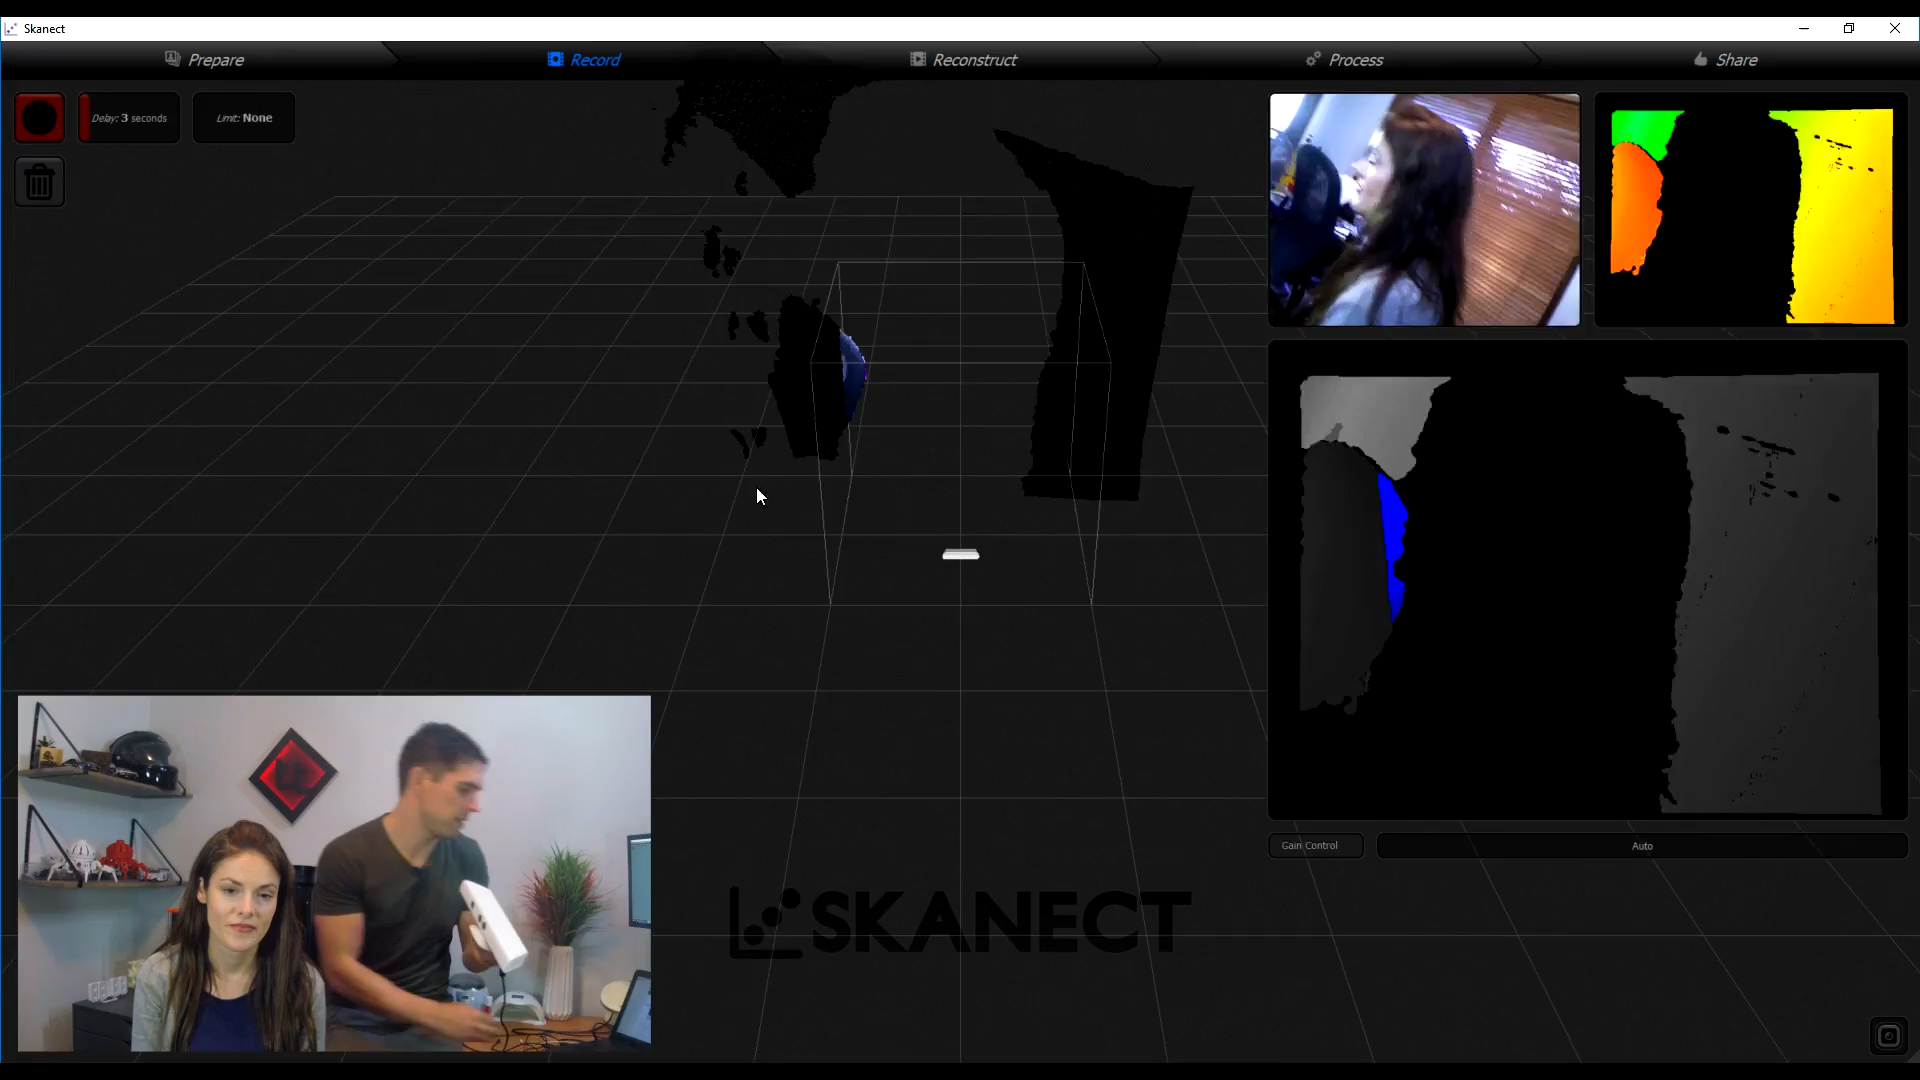 Skanect
Prepare
Record
Reconstruct
Process
Share
Delay: 3 seconds
Limit: None
Gain Control
Auto
SKANECT